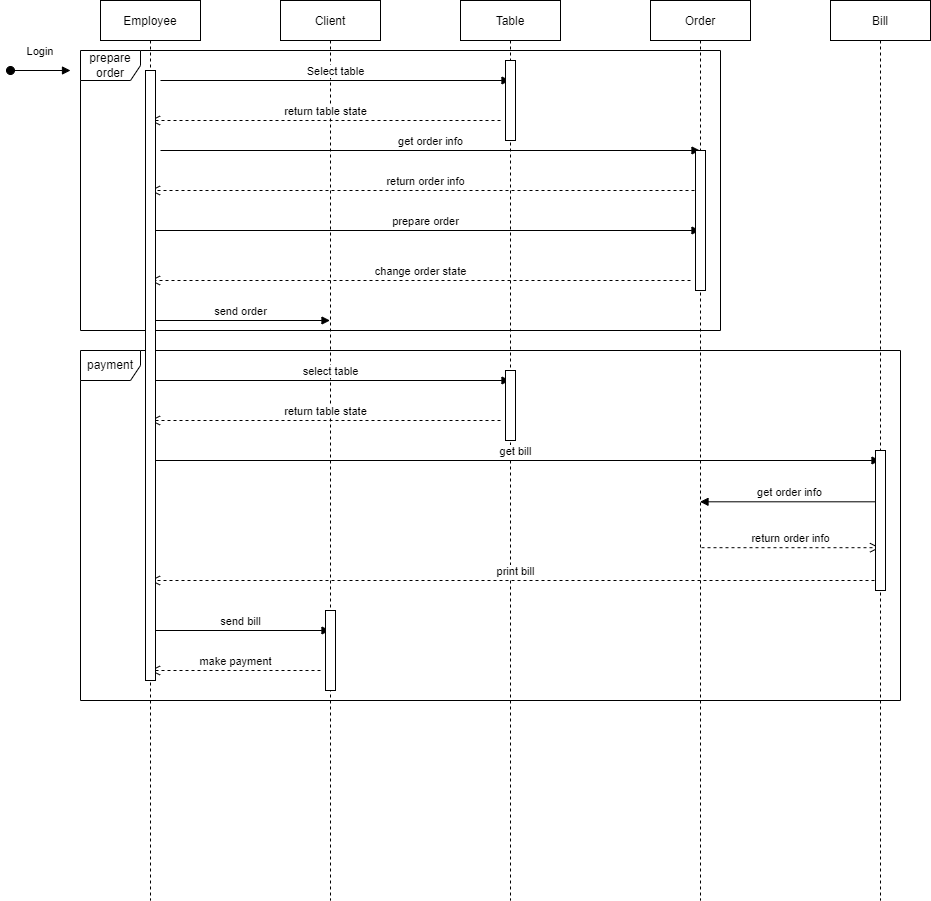 Employee
Client
Table
Order
Bill
Login
prepare
order
Select table
return table state
get order info
return order info
prepare order
change order state
send order
payment
select table
return table state
get bill
get order info
return order info
print bill
send bill
make payment